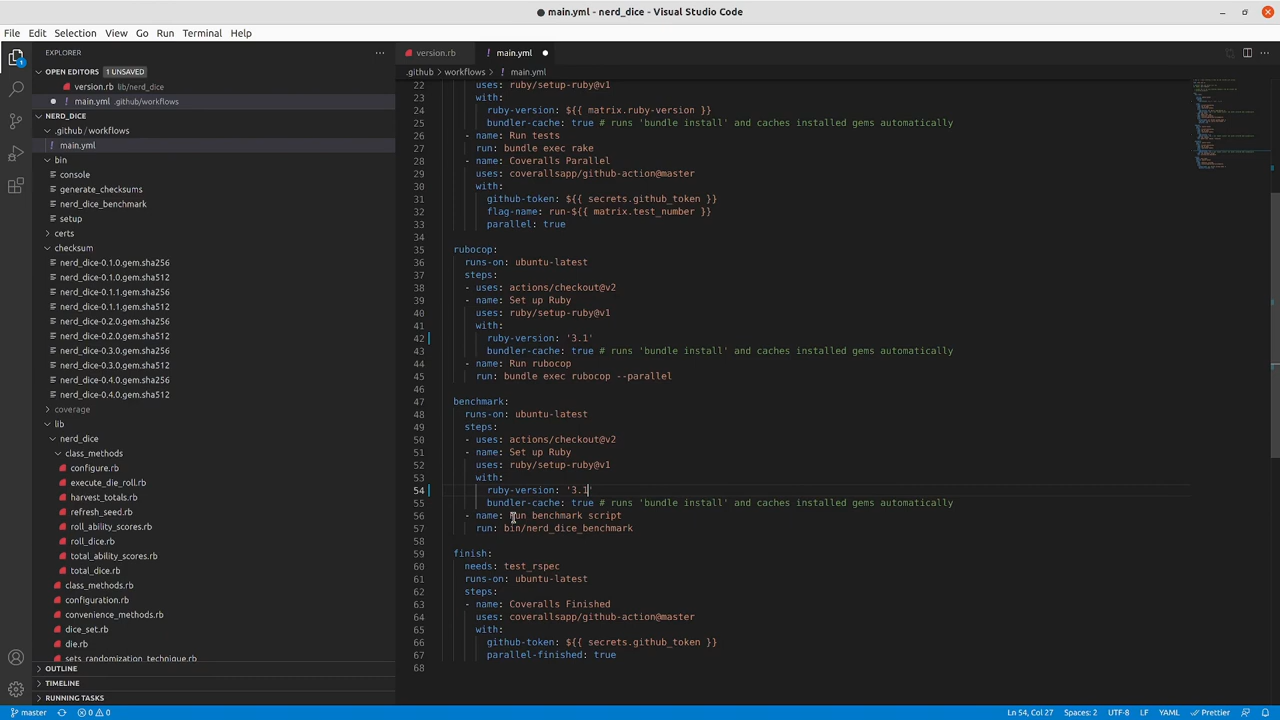 main.yml - nerd_dice - Visual Studio Code
File Edit Selection View Go Run Terminal Help
EXPLORER
OPEN EDITORS 1 UNSAVED
version.rb lib/nerd_dice
main.yml .github/workflows
NERD_DICE
.github / workflows
main.yml
bin
console
generate_checksums
nerd_dice_benchmark
setup
certs
checksum
nerd_dice-0.1.0.gem.sha256
nerd_dice-0.1.0.gem.sha512
nerd_dice-0.1.1.gem.sha256
nerd_dice-0.1.1.gem.sha512
nerd_dice-0.2.0.gem.sha256
nerd_dice-0.2.0.gem.sha512
nerd_dice-0.3.0.gem.sha256
nerd_dice-0.3.0.gem.sha512
nerd_dice-0.4.0.gem.sha256
nerd_dice-0.4.0.gem.sha512
coverage
lib
nerd_dice
class_methods
configure.rb
execute_die_roll.rb
harvest_totals.rb
refresh_seed.rb
roll_ability_scores.rb
roll_dice.rb
total_ability_scores.rb
total_dice.rb
class_methods.rb
configuration.rb
convenience_methods.rb
dice_set.rb
die.rb
sets_randomization_technique.rb
OUTLINE
TIMELINE
RUNNING TASKS
version.rb main.yml
.github workflows main.yml
22 uses: ruby/setup-ruby@v1
23 with:
24 ruby-version: ${{ matrix.ruby-version }}
25 bundler-cache: true # runs 'bundle install' and caches installed gems automatically
26 - name: Run tests
27 run: bundle exec rake
28 - name: Coveralls Parallel
29 uses: coverallsapp/github-action@master
30 with:
31 github-token: ${{ secrets.github_token }}
32 flag-name: run-${{ matrix.test_number }}
33 parallel: true
34
35 rubocop:
36 runs-on: ubuntu-latest
37 steps:
38 - uses: actions/checkout@v2
39 - name: Set up Ruby
40 uses: ruby/setup-ruby@v1
41 with:
42 ruby-version: '3.1'
43 bundler-cache: true # runs 'bundle install' and caches installed gems automatically
44 - name: Run rubocop
45 run: bundle exec rubocop --parallel
46
47 benchmark:
48 runs-on: ubuntu-latest
49 steps:
50 - uses: actions/checkout@v2
51 - name: Set up Ruby
52 uses: ruby/setup-ruby@v1
53 with:
54 ruby-version: '3.1'
55 bundler-cache: true # runs 'bundle install' and caches installed gems automatically
56 - name: Run benchmark script
57 run: bin/nerd_dice_benchmark
58
59 finish:
60 needs: test_rspec
61 runs-on: ubuntu-latest
62 steps:
63 - name: Coveralls Finished
64 uses: coverallsapp/github-action@master
65 with:
66 github-token: ${{ secrets.github_token }}
67 parallel-finished: true
68
master 0 0 Ln 54, Col 27 Spaces: 2 UTF-8 LF YAML Prettier